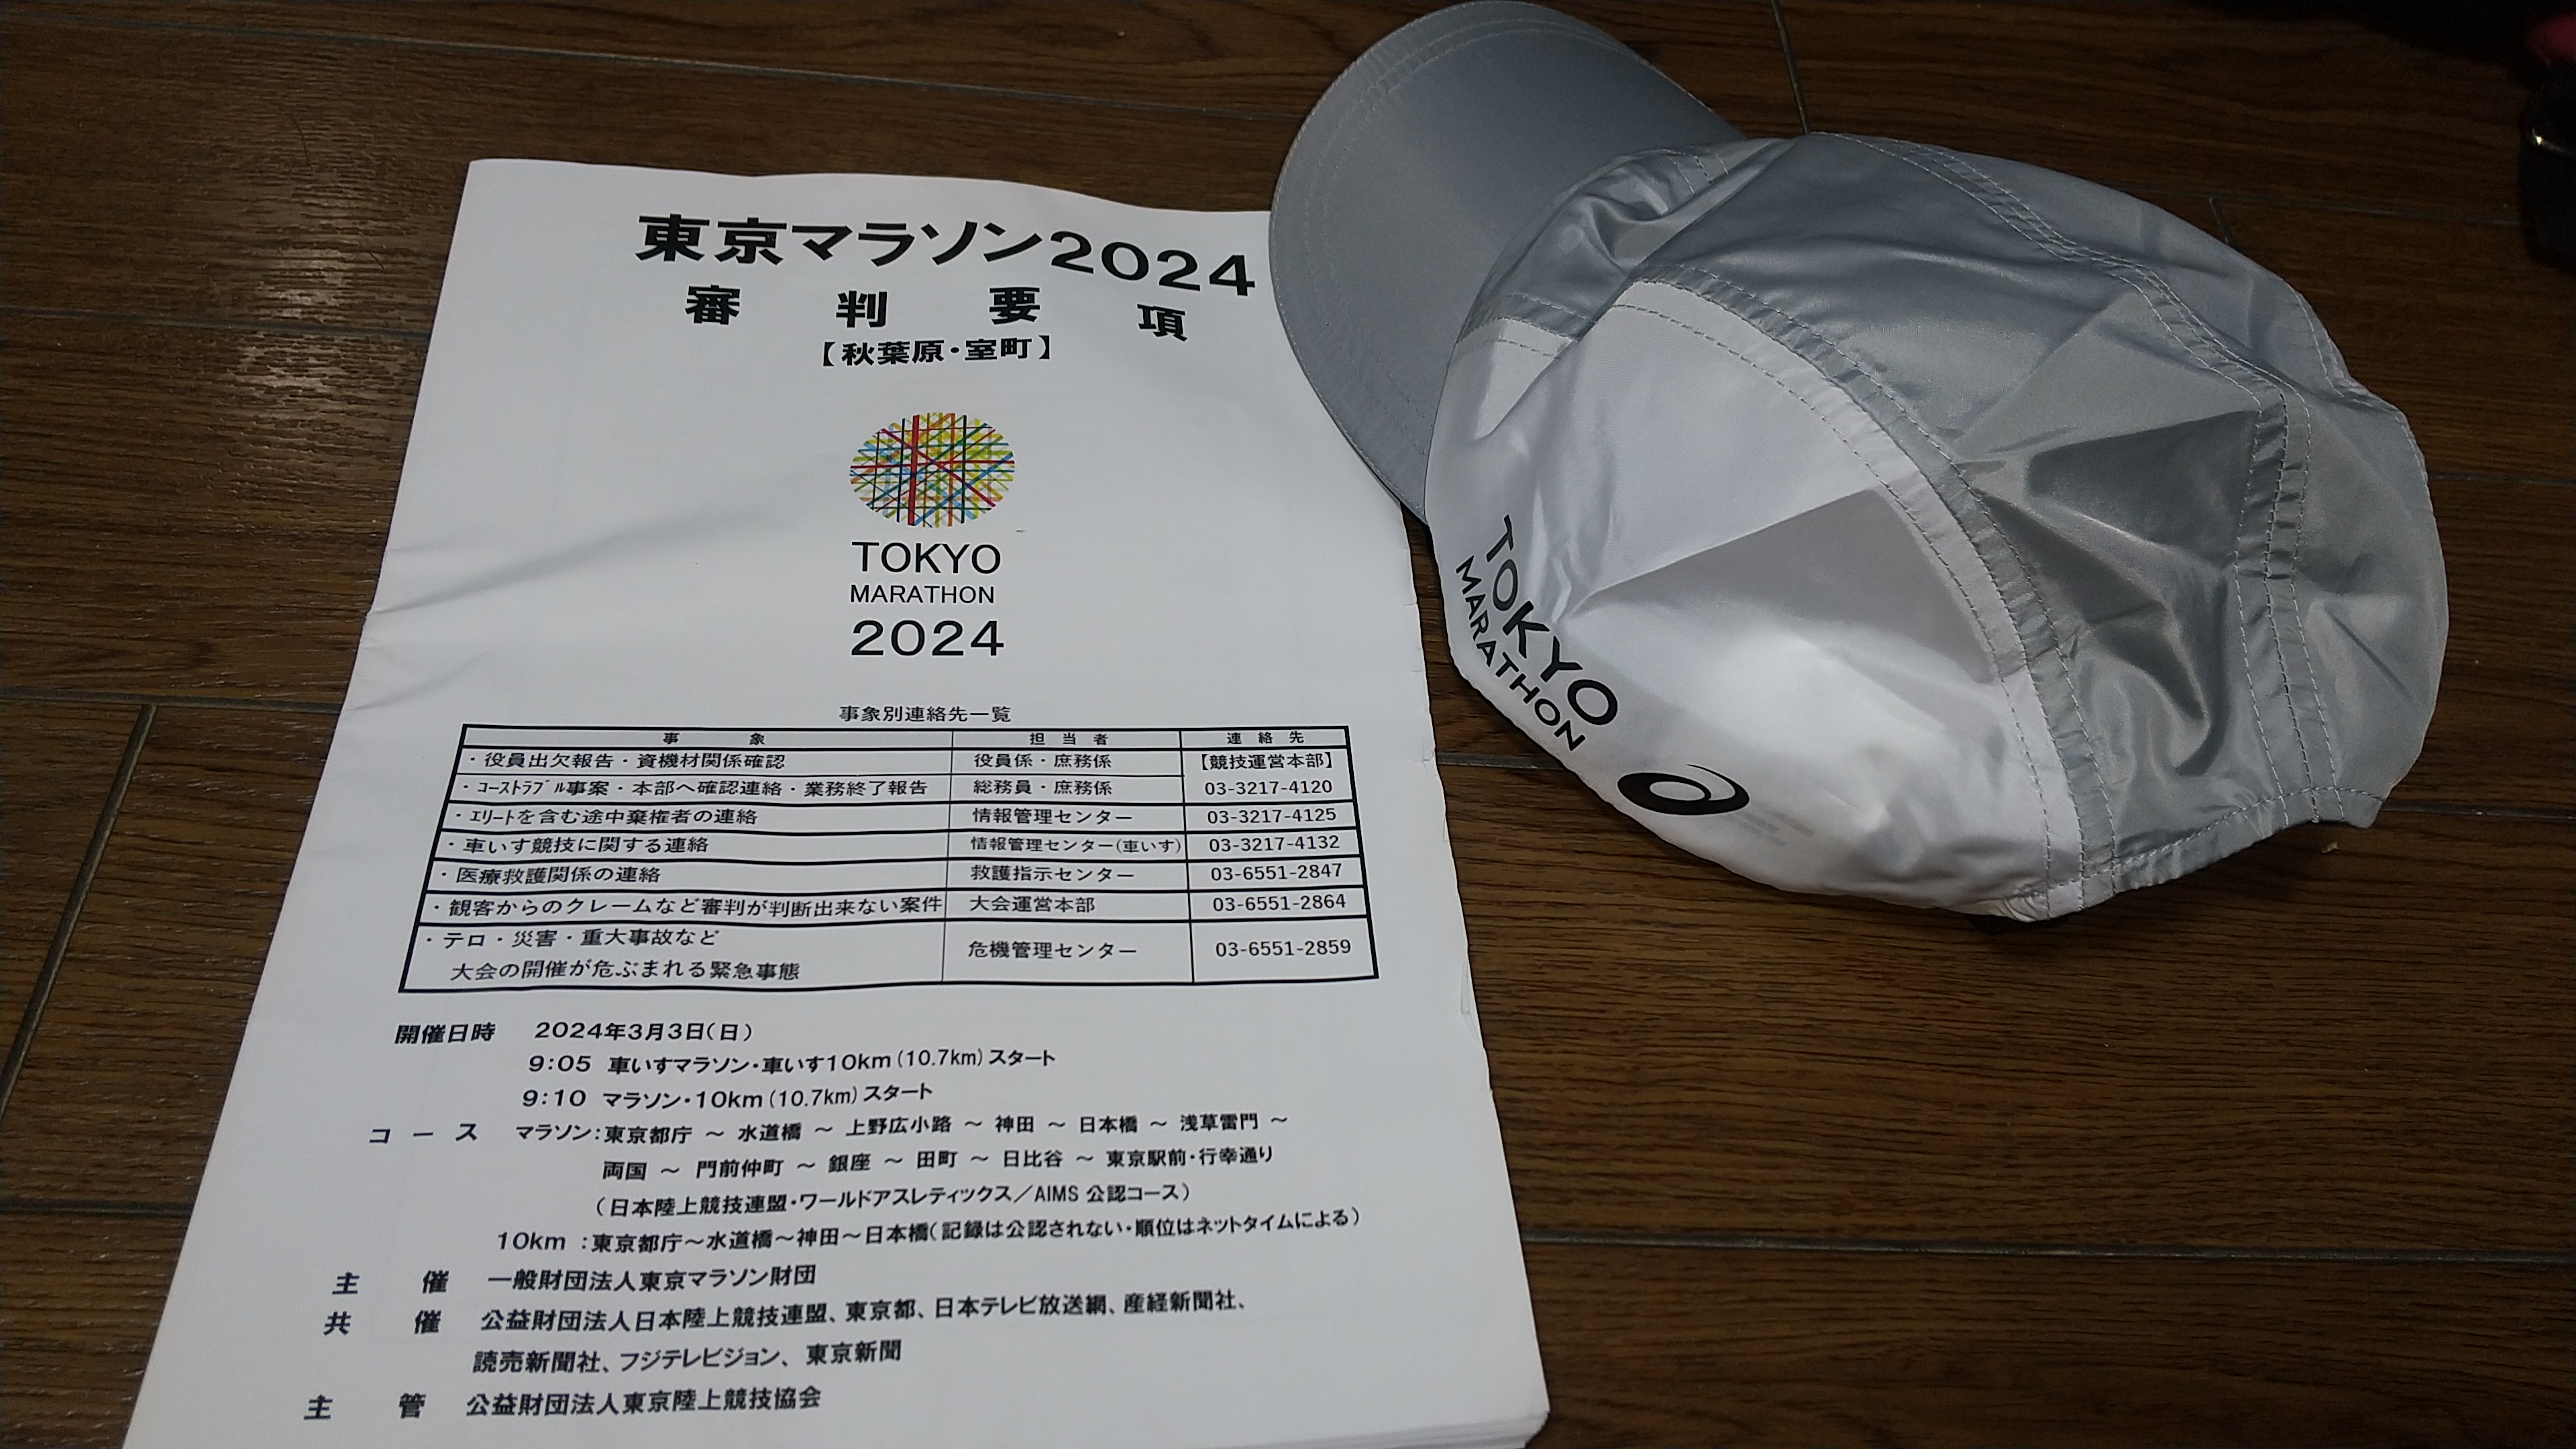 東京マラソン2024
審判要項
【秋葉原・室町】
TOKYO
MARATHON
2024
事象別連絡先一覧
事象 担当者 連絡先
・役員出欠報告・資機材関係確認 役員係・庶務係 【競技運営本部】
・ｺｰｽﾄﾗﾌﾞﾙ事案・本部へ確認連絡・業務終了報告 総務員・庶務係 03-3217-4120
・ｴﾘｰﾄを含む途中棄権者の連絡 情報管理センター 03-3217-4125
・車いす競技に関する連絡 情報管理センター(車いす) 03-3217-4132
・医療救護関係の連絡 救護指示センター 03-6551-2847
・観客からのクレームなど審判が判断出来ない案件 大会運営本部 03-6551-2864
・テロ・災害・重大事故など
大会の開催が危ぶまれる緊急事態 危機管理センター 03-6551-2859
開催日時 2024年3月3日(日)
9:05 車いすマラソン・車いす10km(10.7km)スタート
9:10 マラソン・10km(10.7km)スタート
コース マラソン：東京都庁 ～ 水道橋 ～ 上野広小路 ～ 神田 ～ 日本橋 ～ 浅草雷門 ～
両国 ～ 門前仲町 ～ 銀座 ～ 田町 ～ 日比谷 ～ 東京駅前・行幸通り
（日本陸上競技連盟・ワールドアスレティックス／AIMS 公認コース）
10km ：東京都庁～水道橋～神田～日本橋（記録は公認されない・順位はネットタイムによる）
主催 一般財団法人東京マラソン財団
共催 公益財団法人日本陸上競技連盟、東京都、日本テレビ放送網、産経新聞社、
読売新聞社、フジテレビジョン、東京新聞
主管 公益財団法人東京陸上競技協会
TOKYO
MARATHON